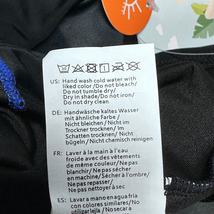 US: Hand wash cold water with
liked color/ Do not bleach/
Do not tumble dry/
Dry in shade/Do not iron/
Do not dry clean
DE: Handwäsche kaltes Wasser
mit ähnliche Farbe /
Nicht bleichen / Nicht im
Trockner trocknen / Im
Schatten trocknen / Nicht
bügeln / Nicht chemisch
reinigung
FR: Laver à la main à l'eau
froide avec des vêtements
de même couleur /
Ne pas blanchir /
Ne pas sécher en machine /
Sécher à l'ombre /
Ne pas repasser /
Ne pas nettoyer à sec
ES: Lavar a mano en agua fría
con colores similares / No
utilizar lejía / No